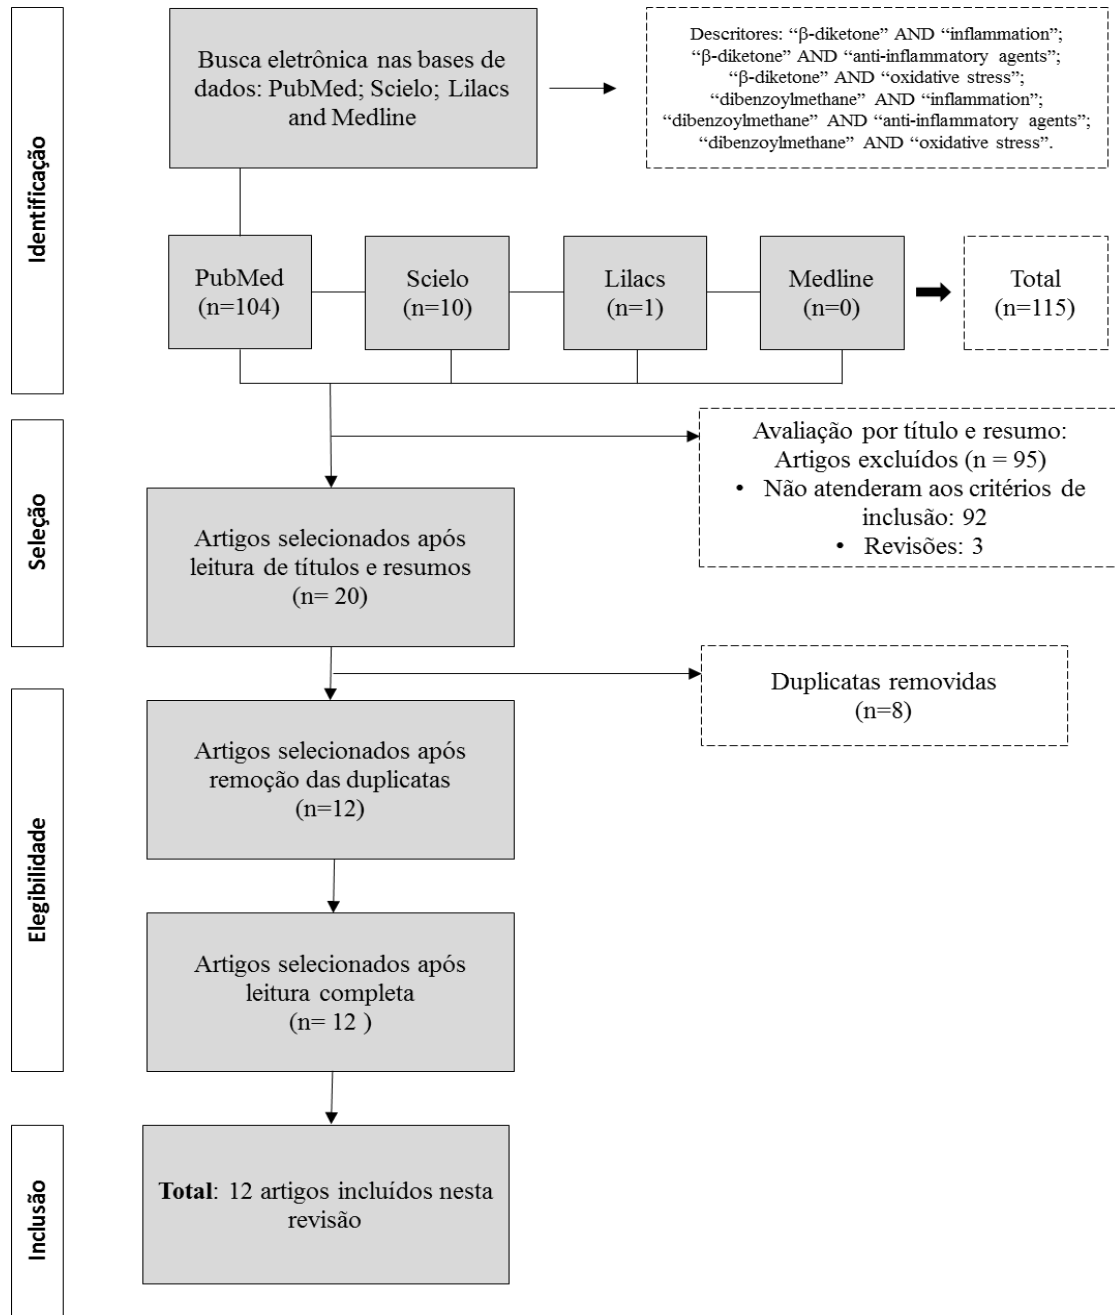 Identificação
Busca eletrônica nas bases de
dados: PubMed; Scielo; Lilacs
and Medline
Descritores: “β-diketone” AND “inflammation”;
“β-diketone” AND “anti-inflammatory agents”;
“β-diketone” AND “oxidative stress”;
“dibenzoylmethane” AND “inflammation”;
“dibenzoylmethane” AND “anti-inflammatory agents”;
“dibenzoylmethane” AND “oxidative stress”.
PubMed
(n=104)
Scielo
(n=10)
Lilacs
(n=1)
Medline
(n=0)
Total
(n=115)
Seleção
Avaliação por título e resumo:
Artigos excluídos (n = 95)
• Não atenderam aos critérios de
inclusão: 92
• Revisões: 3
Artigos selecionados após
leitura de títulos e resumos
(n= 20)
Elegibilidade
Duplicatas removidas
(n=8)
Artigos selecionados após
remoção das duplicatas
(n=12)
Artigos selecionados após
leitura completa
(n= 12 )
Inclusão
Total: 12 artigos incluídos nesta
revisão